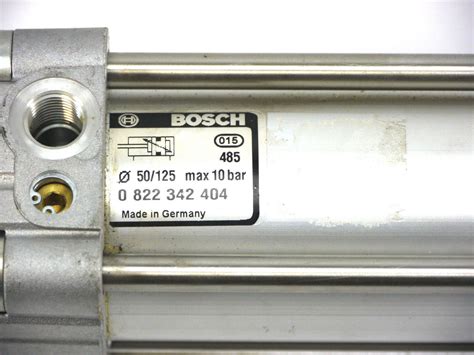 BOSCH
015
485
Ø 50/125 max 10 bar
0 822 342 404
Made in Germany